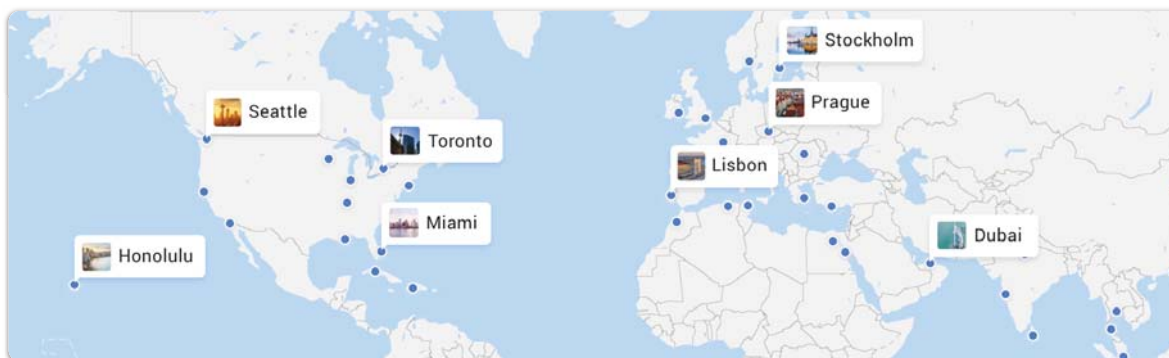 Stockholm
Seattle
Prague
Toronto
Lisbon
Miami
Dubai
Honolulu